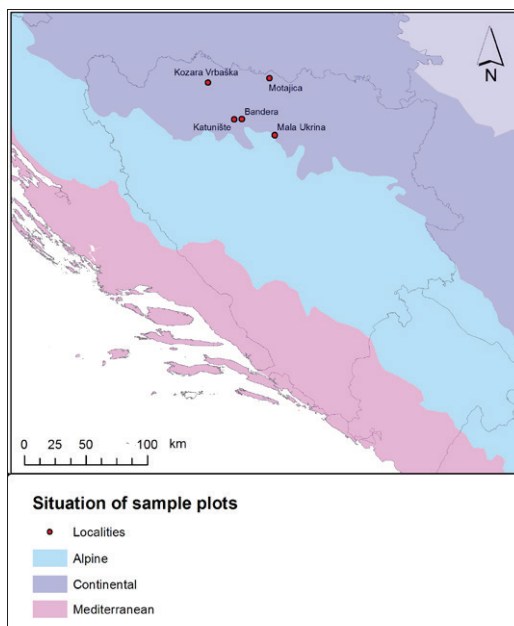 N
Kozara Vrbaška
Motajica
Bandera
Katunište
Mala Ukrina
0 25 50 100 km
Situation of sample plots
Localities
Alpine
Continental
Mediterranean